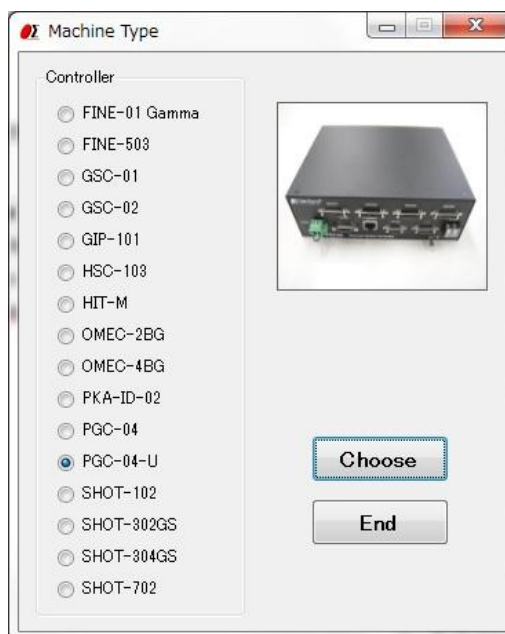 Machine Type
Controller
FINE-01 Gamma
FINE-503
GSC-01
GSC-02
GIP-101
HSC-103
HIT-M
OMEC-2BG
OMEC-4BG
PKA-ID-02
PGC-04
PGC-04-U
SHOT-102
SHOT-302GS
SHOT-304GS
SHOT-702
Choose
End